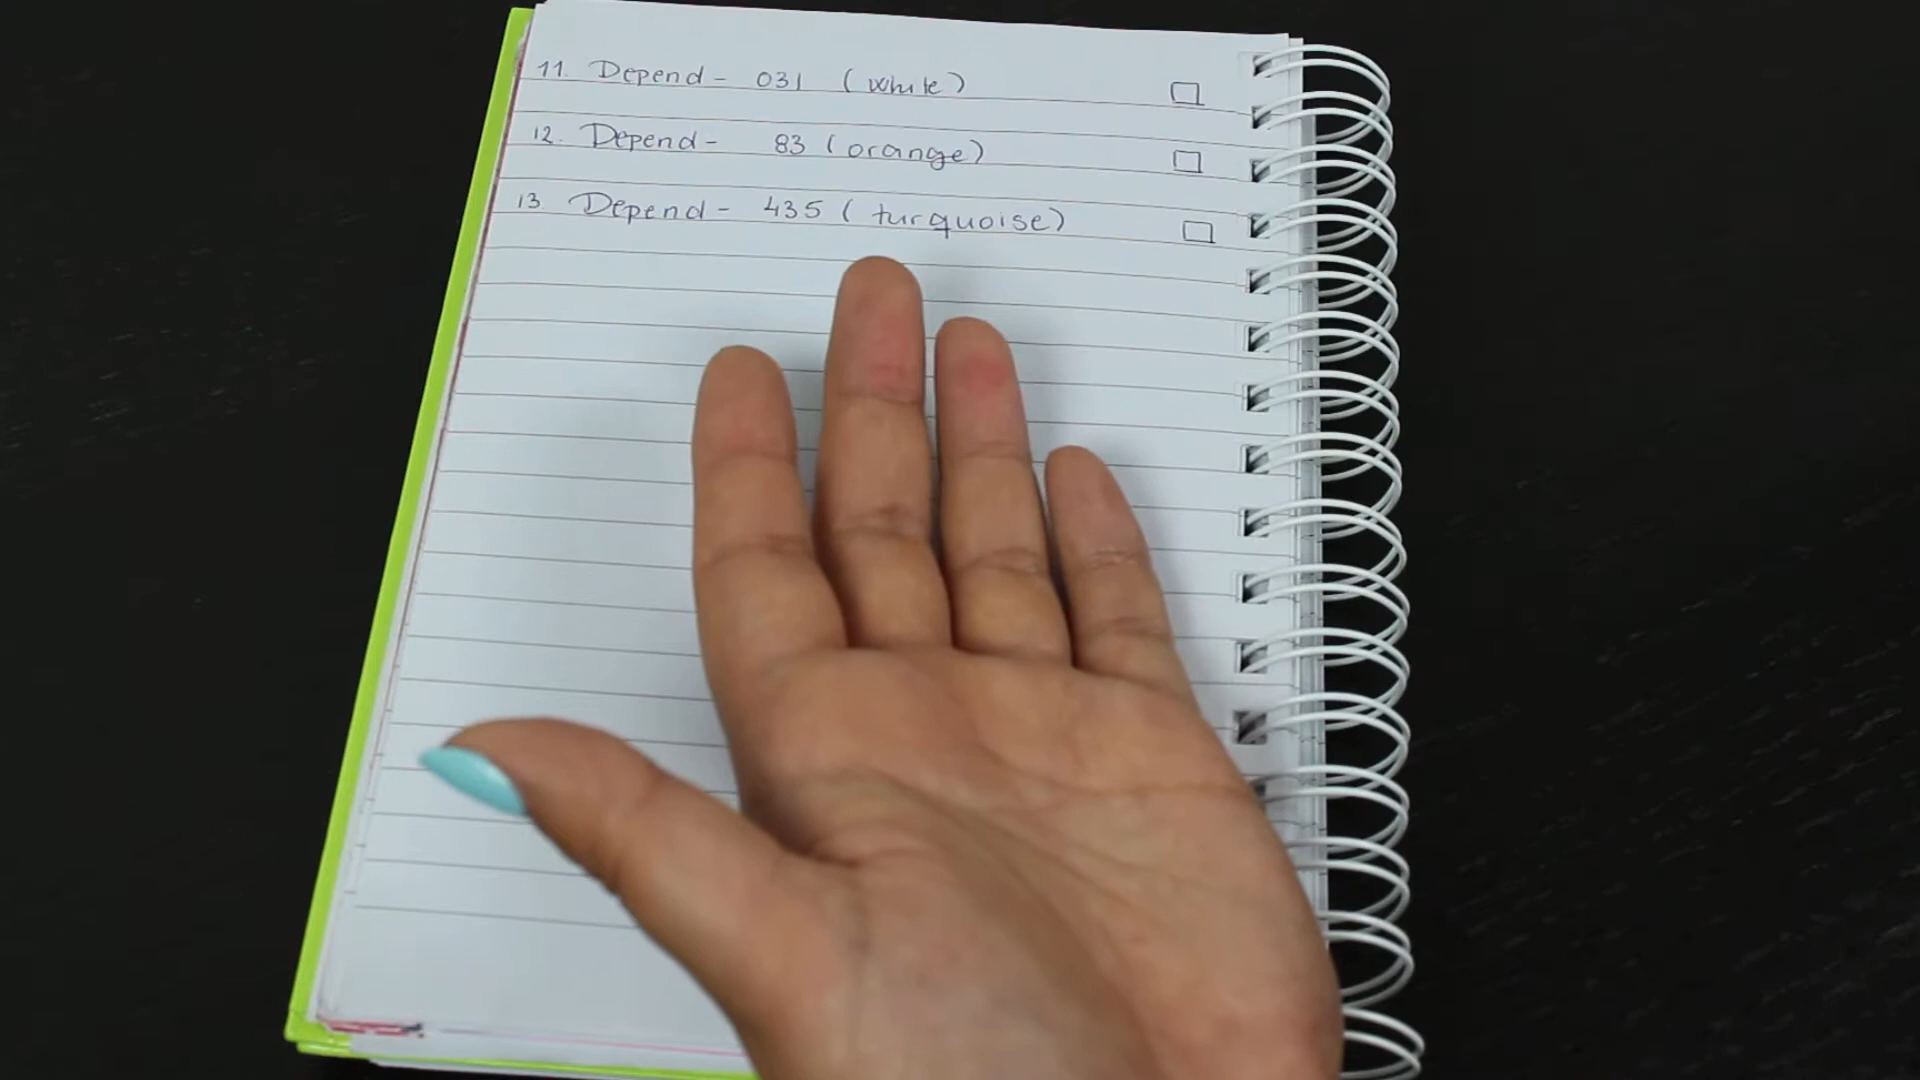 11. Depend - 031 (white)
12. Depend - 83 (orange)
13. Depend - 435 (turquoise)